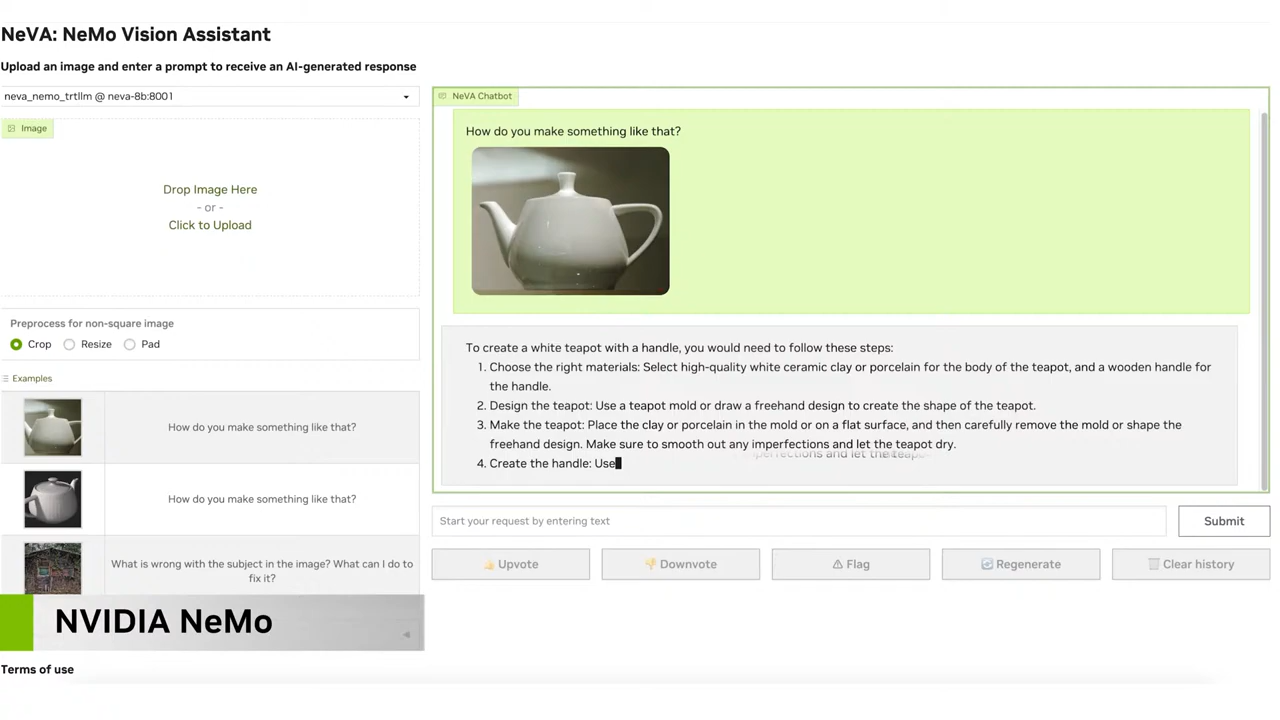 NeVA: NeMo Vision Assistant
Upload an image and enter a prompt to receive an AI-generated response
neva_nemo_trtllm @ neva-8b:8001
Image
Drop Image Here
- or -
Click to Upload
Preprocess for non-square image
Crop
Resize
Pad
Examples
How do you make something like that?
How do you make something like that?
What is wrong with the subject in the image? What can I do to
fix it?
NVIDIA NeMo
Terms of use
NeVA Chatbot
How do you make something like that?
To create a white teapot with a handle, you would need to follow these steps:
1. Choose the right materials: Select high-quality white ceramic clay or porcelain for the body of the teapot, and a wooden handle for
the handle.
2. Design the teapot: Use a teapot mold or draw a freehand design to create the shape of the teapot.
3. Make the teapot: Place the clay or porcelain in the mold or on a flat surface, and then carefully remove the mold or shape the
freehand design. Make sure to smooth out any imperfections and let the teapot dry.
imperfections and let the teapot
4. Create the handle: Use
Start your request by entering text
Submit
Upvote
Downvote
Flag
Regenerate
Clear history